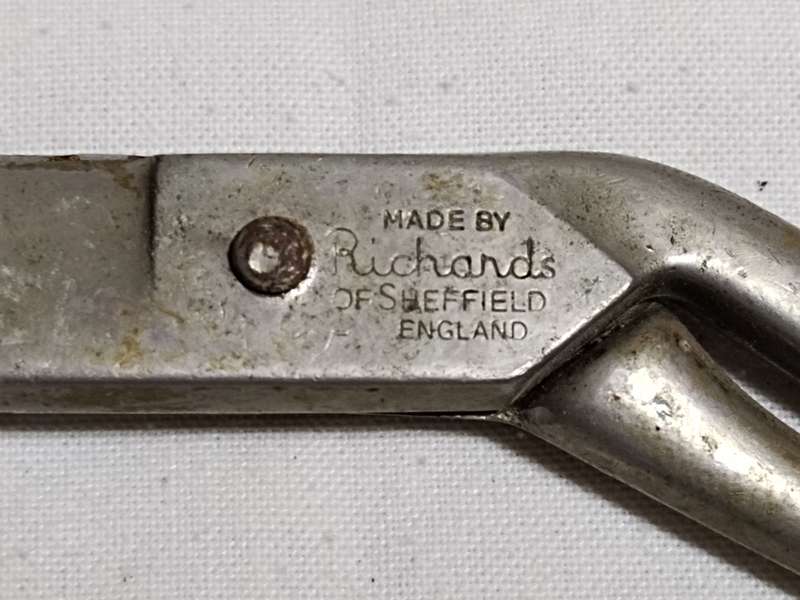 MADE BY
Richards
OF SHEFFIELD
ENGLAND